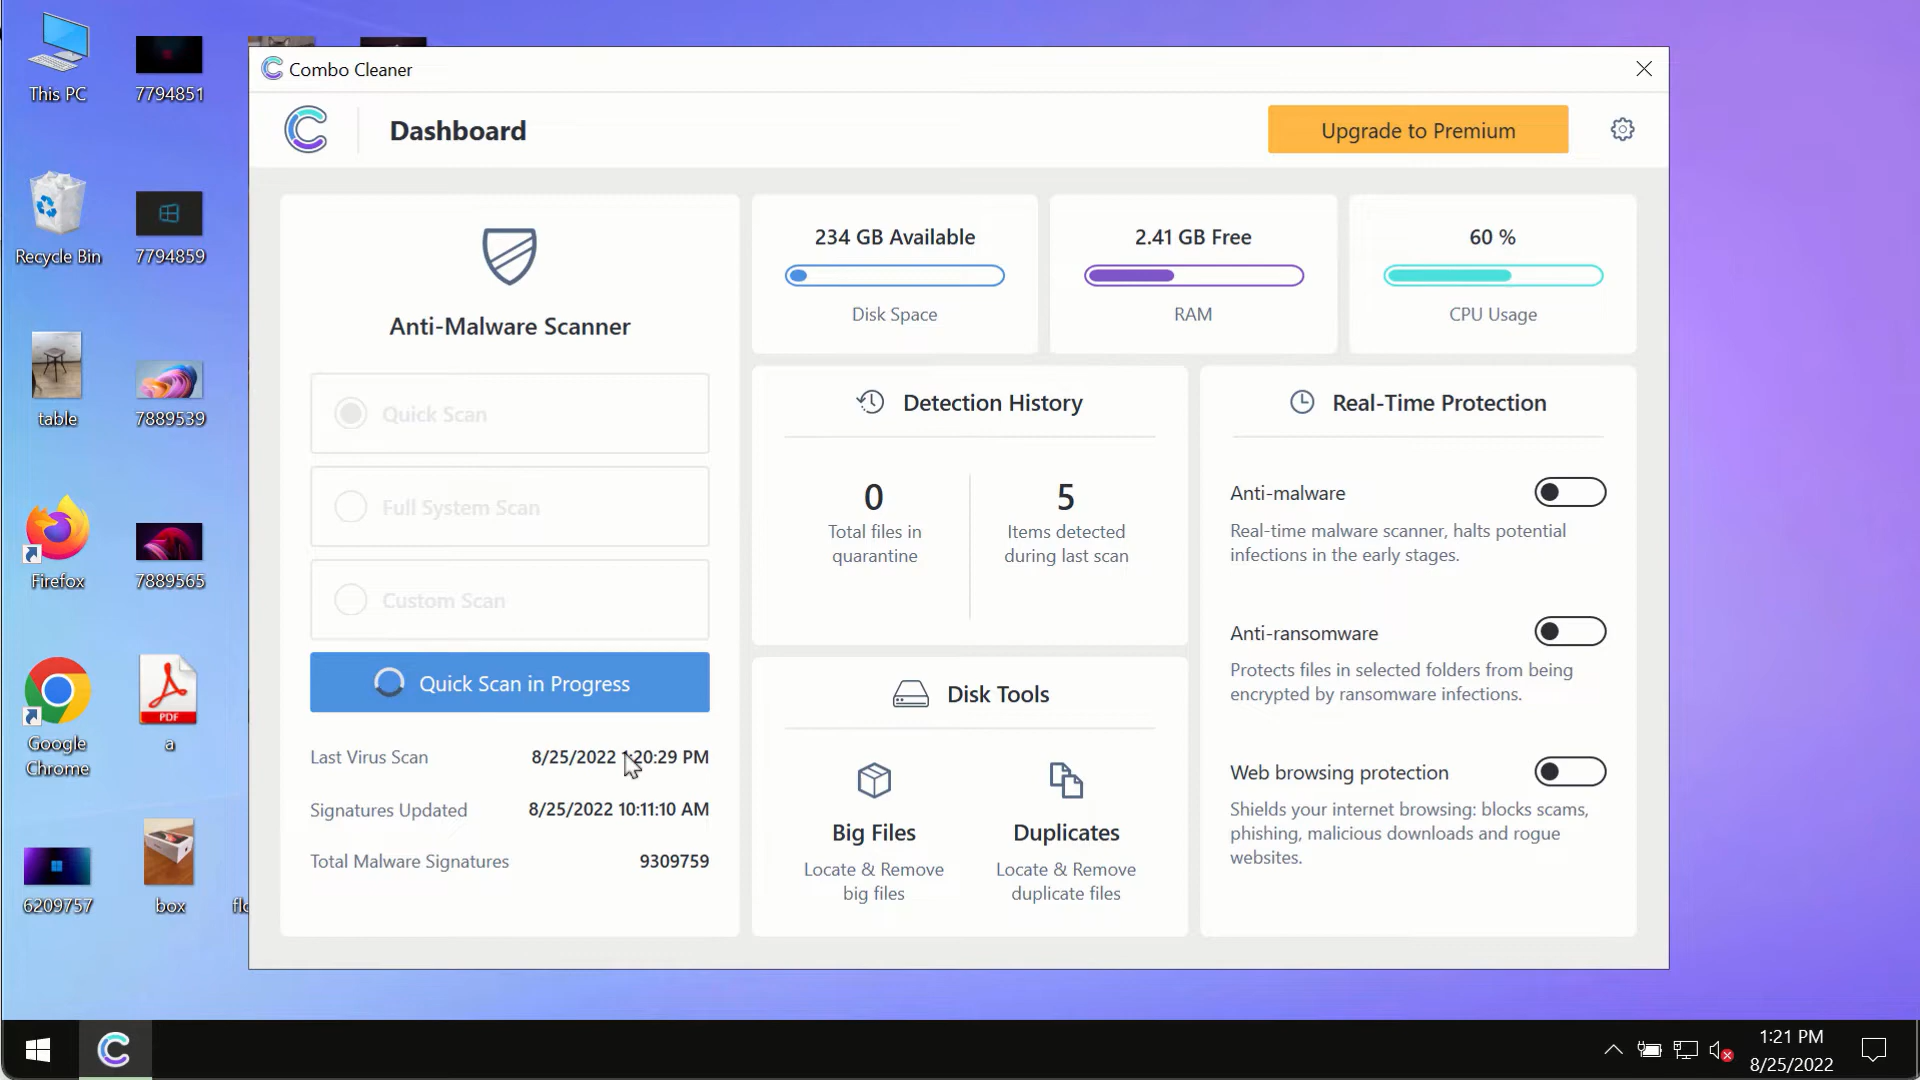 This PC
7794851
Recycle Bin
7794859
table
7889539
Firefox
7889565
Google
Chrome
PDF
a
6209757
box
Combo Cleaner
Dashboard
Upgrade to Premium
Anti-Malware Scanner
Quick Scan
Full System Scan
Custom Scan
Quick Scan in Progress
Last Virus Scan 8/25/2022 1:20:29 PM
Signatures Updated 8/25/2022 10:11:10 AM
Total Malware Signatures 9309759
234 GB Available
Disk Space
2.41 GB Free
RAM
60 %
CPU Usage
Detection History
0
Total files in
quarantine
5
Items detected
during last scan
Disk Tools
Big Files
Locate & Remove
big files
Duplicates
Locate & Remove
duplicate files
Real-Time Protection
Anti-malware
Real-time malware scanner, halts potential
infections in the early stages.
Anti-ransomware
Protects files in selected folders from being
encrypted by ransomware infections.
Web browsing protection
Shields your internet browsing: blocks scams,
phishing, malicious downloads and rogue
websites.
1:21 PM
8/25/2022